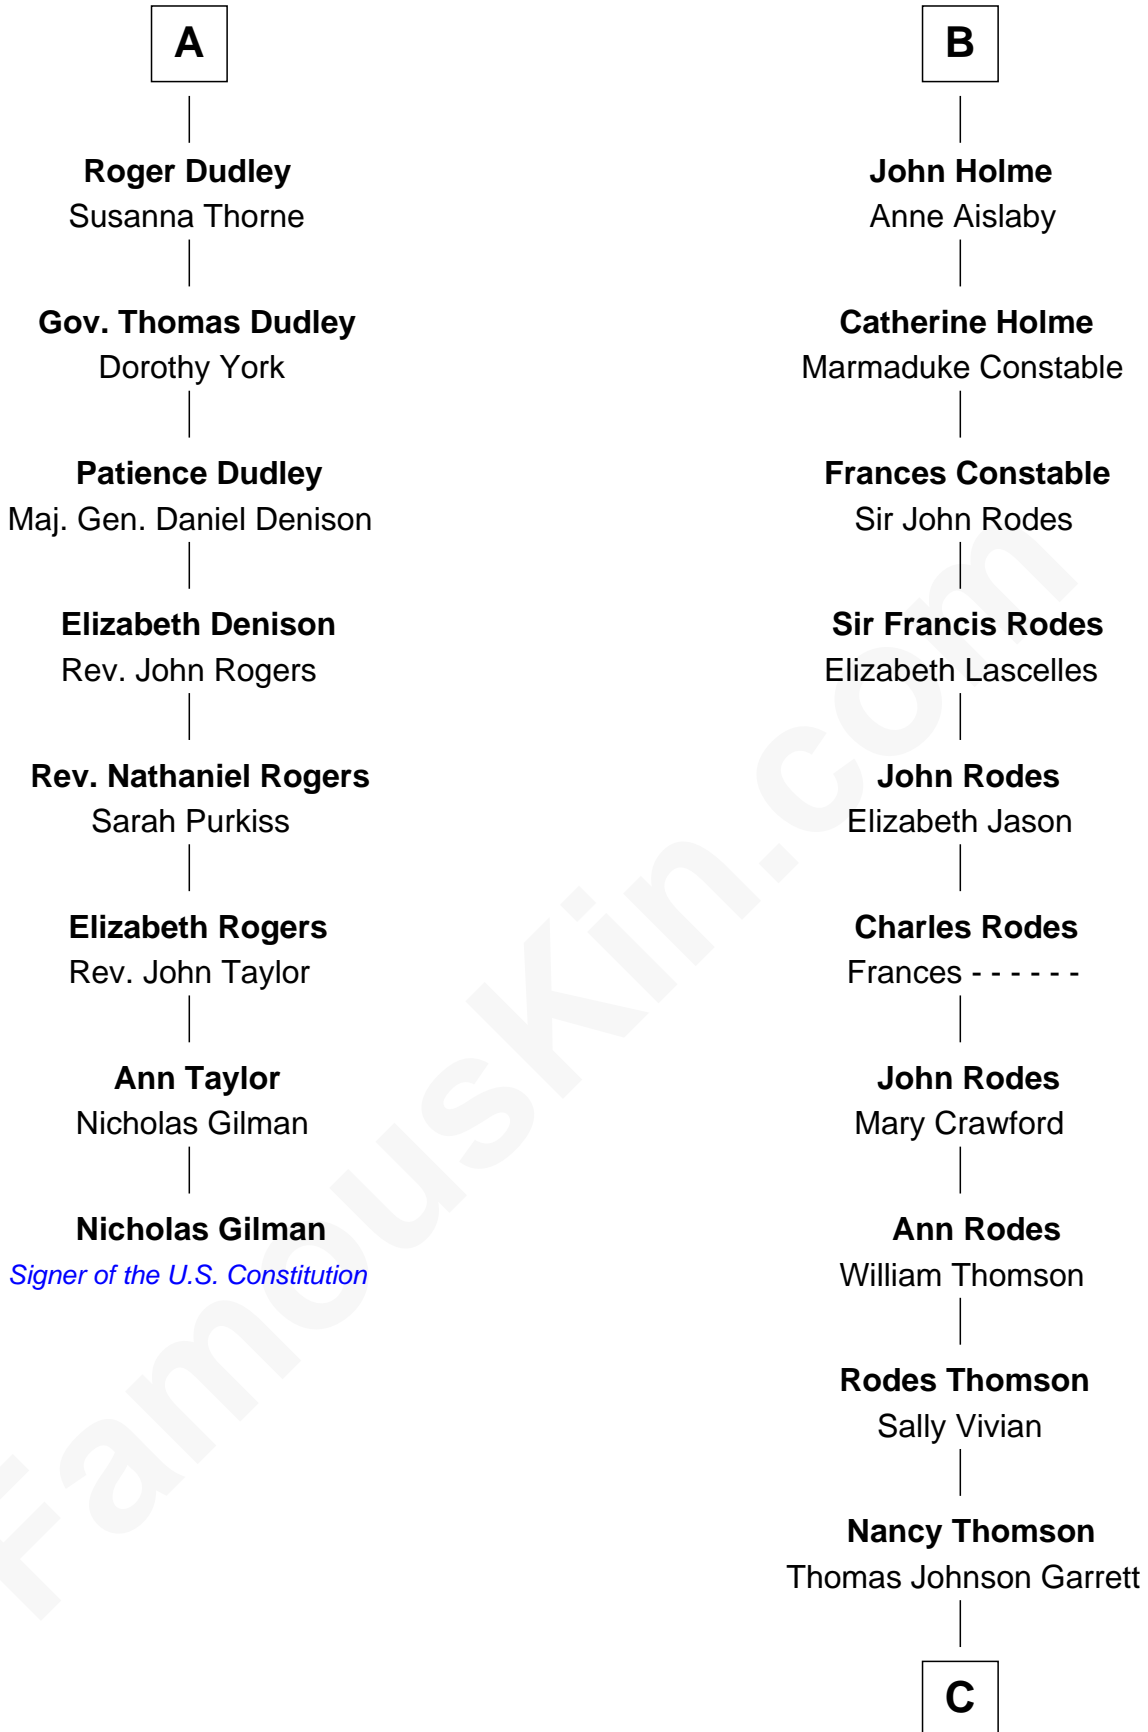 A
Roger Dudley
Susanna Thorne
Gov. Thomas Dudley
Dorothy York
Patience Dudley
Maj. Gen. Daniel Denison
Elizabeth Denison
Rev. John Rogers
Rev. Nathaniel Rogers
Sarah Purkiss
Elizabeth Rogers
Rev. John Taylor
Ann Taylor
Nicholas Gilman
Nicholas Gilman
Signer of the U.S. Constitution
B
John Holme
Anne Aislaby
Catherine Holme
Marmaduke Constable
Frances Constable
Sir John Rodes
Sir Francis Rodes
Elizabeth Lascelles
John Rodes
Elizabeth Jason
Charles Rodes
Frances - - - - - -
John Rodes
Mary Crawford
Ann Rodes
William Thomson
Rodes Thomson
Sally Vivian
Nancy Thomson
Thomas Johnson Garrett
C
FamousKin.com